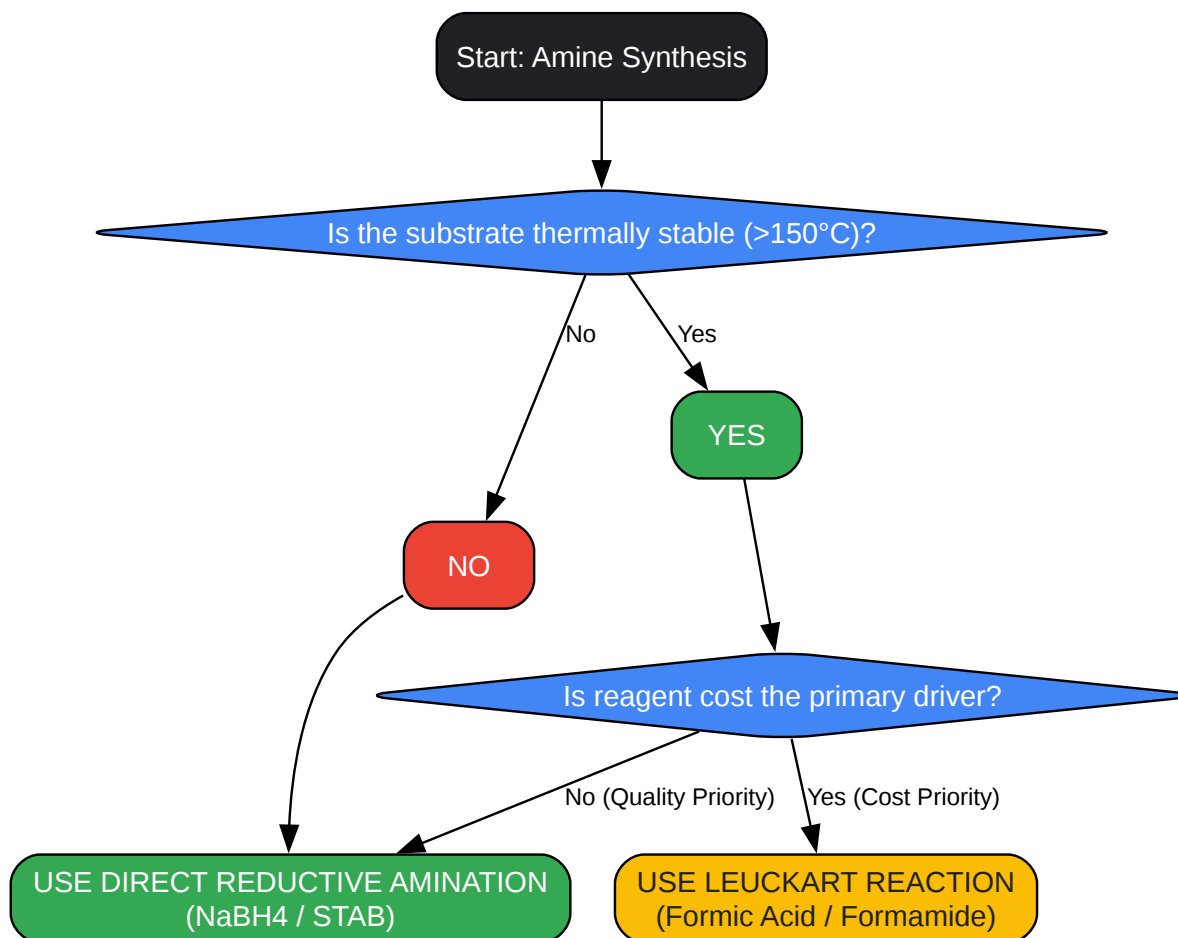 Start: Amine Synthesis
Is the substrate thermally stable (>150°C)?
No
Yes
YES
NO
Is reagent cost the primary driver?
No (Quality Priority)
Yes (Cost Priority)
USE DIRECT REDUCTIVE AMINATION
(NaBH4 / STAB)
USE LEUCKART REACTION
(Formic Acid / Formamide)